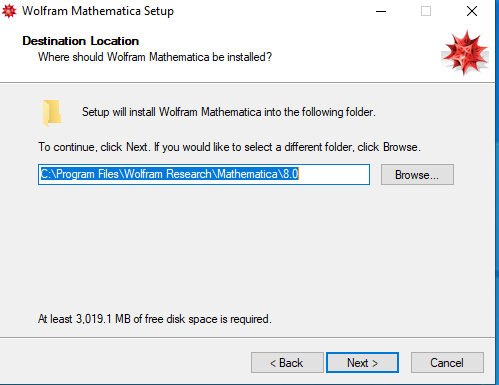 Wolfram Mathematica Setup
Destination Location
Where should Wolfram Mathematica be installed?
Setup will install Wolfram Mathematica into the following folder.
To continue, click Next. If you would like to select a different folder, click Browse.
C:\Program Files\Wolfram Research\Mathematica\8.0
Browse...
At least 3,019.1 MB of free disk space is required.
< Back
Next >
Cancel